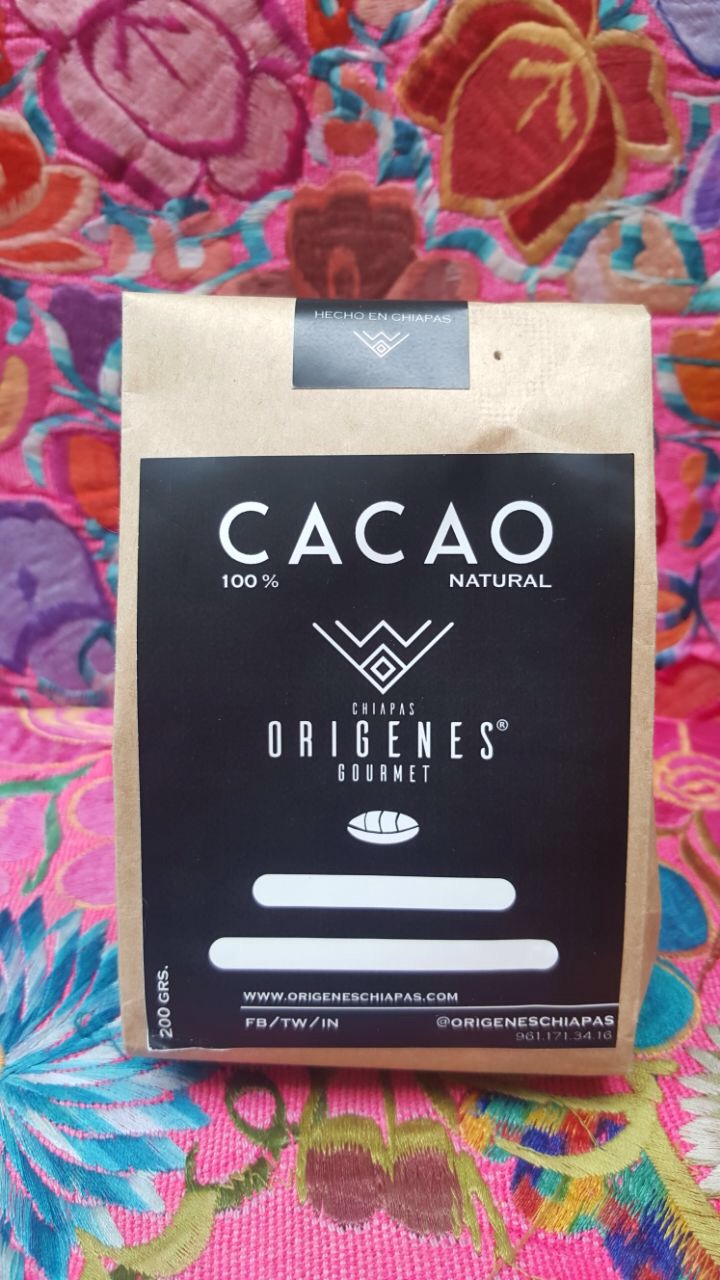 HECHO EN CHIAPAS
CACAO
100 % NATURAL
CHIAPAS
ORIGENES®
GOURMET
200 GRS.
WWW.ORIGENESCHIAPAS.COM
FB/TW/IN @ORIGENESCHIAPAS
961.171.34.16